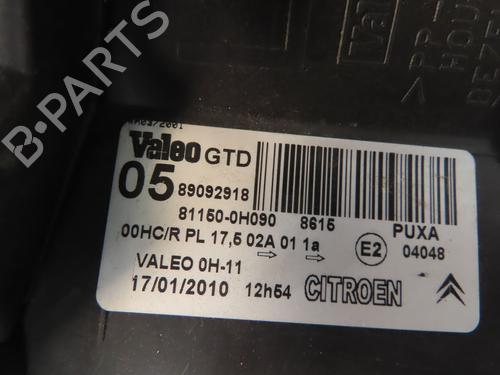 Valeo GTD
05 89092918
81150-0H090 8615 PUXA
00HC/R PL 17,5 02A 01 1a E2 04048
VALEO 0H-11
17/01/2010 12h54 CITROEN
B-PARTS